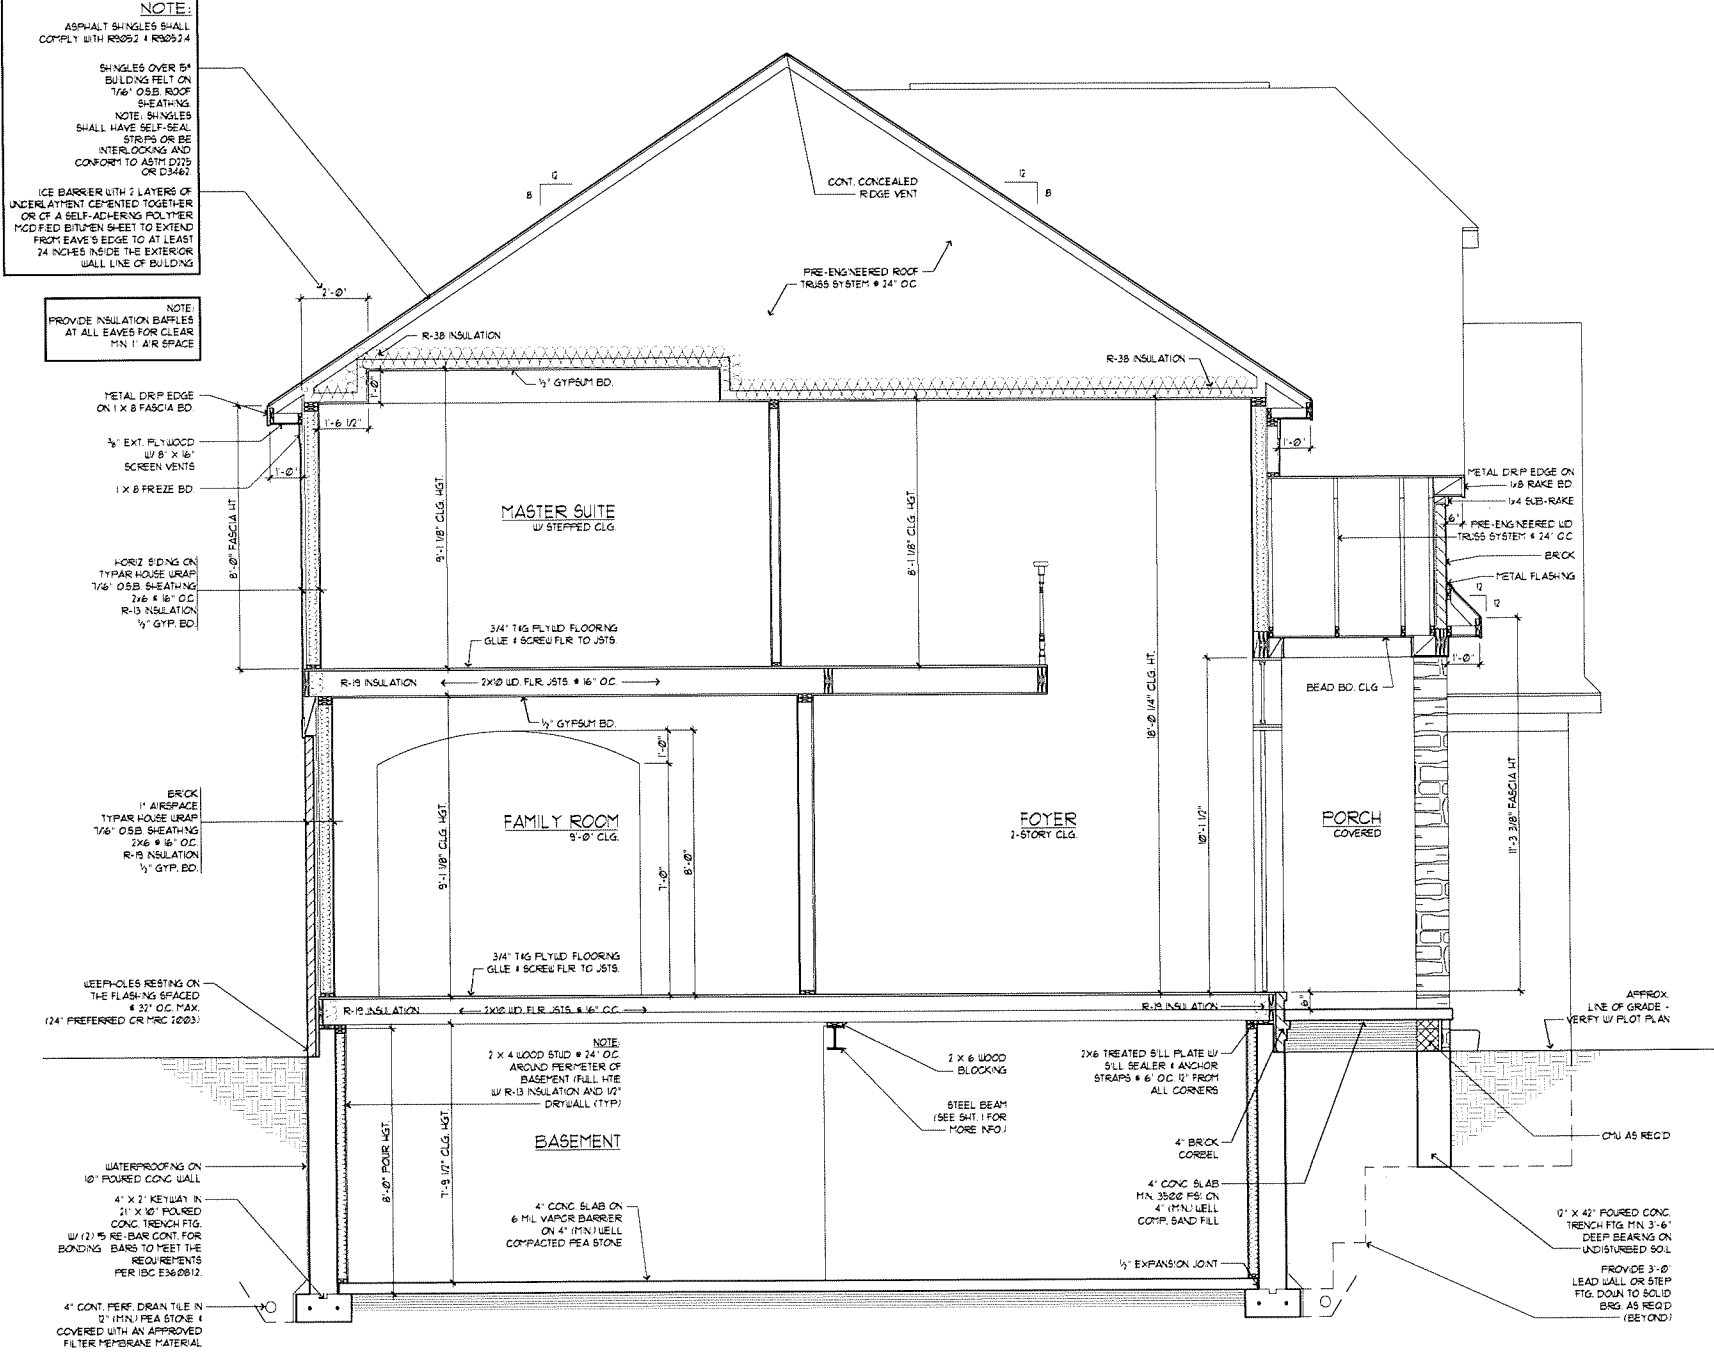 NOTE:
ASPHALT SHINGLES SHALL
COMPLY WITH R905.2 & R905.2.4
SHINGLES OVER 15#
BUILDING FELT ON
7/16" O.S.B. ROOF
SHEATHING.
NOTE: SHINGLES
SHALL HAVE SELF-SEAL
STRIPS OR BE
INTERLOCKING AND
CONFORM TO ASTM D225
OR D3462.
ICE BARRIER WITH 2 LAYERS OF
UNDERLAYMENT CEMENTED TOGETHER
OR OF A SELF-ADHERING POLYMER
MODIFIED BITUMEN SHEET TO EXTEND
FROM EAVE'S EDGE TO AT LEAST
24 INCHES INSIDE THE EXTERIOR
WALL LINE OF BUILDING
NOTE:
PROVIDE INSULATION BAFFLES
AT ALL EAVES FOR CLEAR
MIN 1" AIR SPACE
METAL DRIP EDGE
ON 1 X 8 FASCIA BD.
3/8" EXT. PLYWOOD
W/ 8" X 16"
SCREEN VENTS
1 X 8 FREZE BD.
HORIZ SIDING ON
TYPAR HOUSE WRAP
7/16" O.S.B. SHEATHING
2x6 @ 16" O.C.
R-13 INSULATION
1/2" GYP. BD.
BRICK
1" AIRSPACE
TYPAR HOUSE WRAP
7/16" O.S.B. SHEATHING
2X6 @ 16" O.C.
R-19 INSULATION
1/2" GYP. BD.
WEEPHOLES RESTING ON
THE FLASHING SPACED
@ 32" O.C. MAX.
(24" PREFERRED OR MRC 2003)
WATERPROOFING ON
10" POURED CONC WALL
4" X 2" KEYWAY IN
21" X 10" POURED
CONC. TRENCH FTG.
W/ (2) #5 RE-BAR CONT. FOR
BONDING BARS TO MEET THE
REQUIREMENTS
PER IBC E3608.1.2.
4" CONT. PERF. DRAIN TILE IN
12" (MIN.) PEA STONE &
COVERED WITH AN APPROVED
FILTER MEMBRANE MATERIAL
12
8
CONT. CONCEALED
RIDGE VENT
12
8
PRE-ENGINEERED ROOF
TRUSS SYSTEM @ 24" O.C.
2'-0"
R-38 INSULATION
R-38 INSULATION
1/2" GYPSUM BD.
1'-0"
1'-6 1/2"
1'-0"
1'-0"
8'-0" FASCIA HT
9'-1 1/8" CLG. HGT.
8'-1 1/8" CLG. HGT
MASTER SUITE
W/ STEPPED CLG.
3/4" T&G PLYWD FLOORING
GLUE & SCREW FLR TO JSTS.
R-19 INSULATION
2X10 WD. FLR. JSTS. @ 16" O.C.
1/2" GYPSUM BD.
1'-0"
7'-0"
8'-0"
9'-1 1/8" CLG. HGT.
FAMILY ROOM
9'-0" CLG.
FOYER
2-STORY CLG.
18'-0 1/4" CLG. HT.
10'-1 1/2"
PORCH
COVERED
11'-3 3/8" FASCIA HT
METAL DRIP EDGE ON
1x8 RAKE BD.
1x4 SUB-RAKE
6"
PRE-ENGINEERED WD
TRUSS SYSTEM @ 24" O.C.
BRICK
METAL FLASHING
12
12
1'-0"
BEAD BD. CLG
3/4" T&G PLYWD FLOORING
GLUE & SCREW FLR TO JSTS.
R-19 INSULATION
2X10 WD. FLR. JSTS. @ 16" O.C.
R-19 INSULATION
6"
APPROX.
LINE OF GRADE -
VERIFY W/ PLOT PLAN
NOTE:
2 X 4 WOOD STUD @ 24" O.C.
AROUND PERIMETER OF
BASEMENT (FULL HT)
W/ R-13 INSULATION AND 1/2"
DRYWALL (TYP)
2 X 6 WOOD
BLOCKING
STEEL BEAM
(SEE SHT. 1 FOR
MORE INFO.)
2X6 TREATED SILL PLATE W/
SILL SEALER & ANCHOR
STRAPS @ 6' O.C. 12" FROM
ALL CORNERS
4" BRICK
CORBEL
CMU AS REQ'D
BASEMENT
8'-0" POUR HGT.
7'-9 1/2" CLG. HGT.
4" CONC. SLAB ON
6 MIL VAPOR BARRIER
ON 4" (MIN.) WELL
COMPACTED PEA STONE
4" CONC SLAB
MIN. 3500 PSI ON
4" (MIN.) WELL
COMP. SAND FILL
1/2" EXPANSION JOINT
12" X 42" POURED CONC.
TRENCH FTG. MIN. 3'-6"
DEEP BEARING ON
UNDISTURBED SOIL
PROVIDE 3'-0"
LEAD WALL OR STEP
FTG. DOWN TO SOLID
BRG. AS REQ'D
(BEYOND)